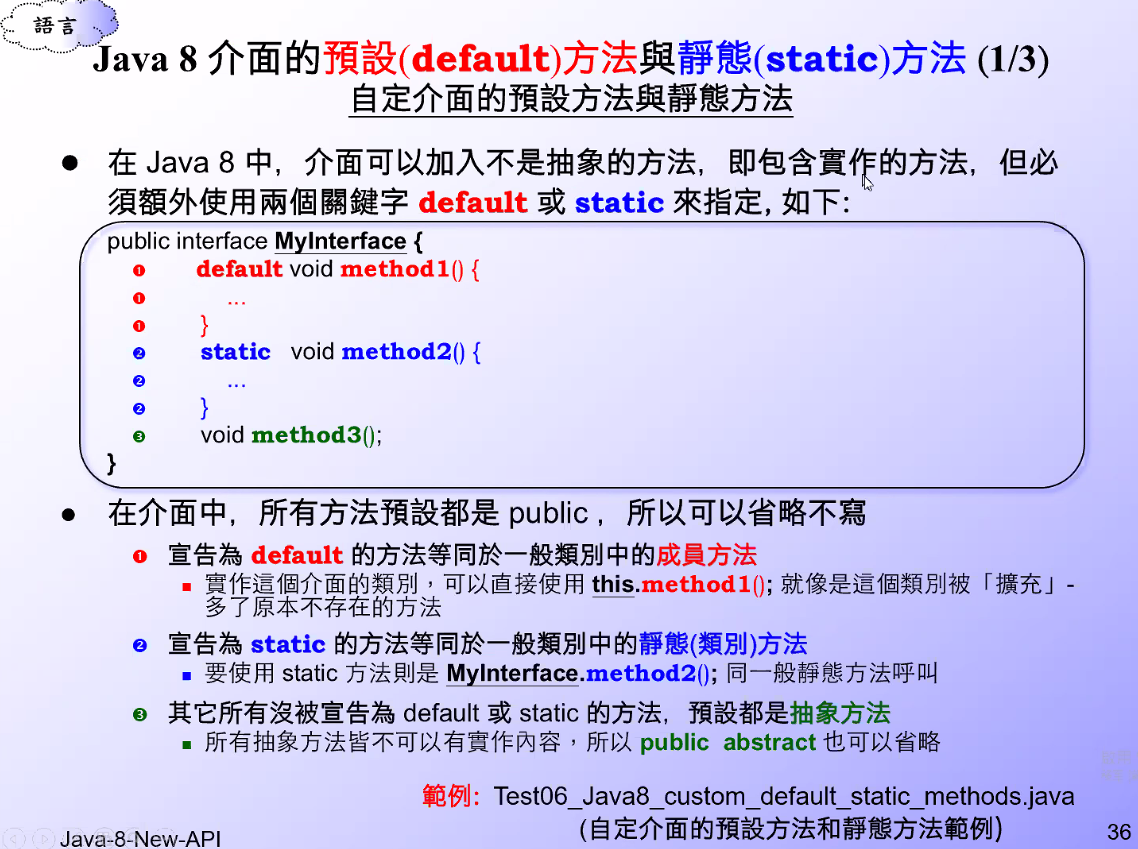 語言
Java 8 介面的預設(default)方法與靜態(static)方法 (1/3)
自定介面的預設方法與靜態方法
● 在 Java 8 中，介面可以加入不是抽象的方法，即包含實作的方法，但必
須額外使用兩個關鍵字 default 或 static 來指定, 如下:
public interface MyInterface {
❶ default void method1() {
❶ ...
❶ }
❷ static void method2() {
❷ ...
❷ }
❸ void method3();
}
● 在介面中，所有方法預設都是 public ，所以可以省略不寫
❶ 宣告為 default 的方法等同於一般類別中的成員方法
■ 實作這個介面的類別，可以直接使用 this.method1(); 就像是這個類別被「擴充」-
多了原本不存在的方法
❷ 宣告為 static 的方法等同於一般類別中的靜態(類別)方法
■ 要使用 static 方法則是 MyInterface.method2(); 同一般靜態方法呼叫
❸ 其它所有沒被宣告為 default 或 static 的方法，預設都是抽象方法
■ 所有抽象方法皆不可以有實作內容，所以 public abstract 也可以省略
範例: Test06_Java8_custom_default_static_methods.java
(自定介面的預設方法和靜態方法範例)
Java-8-New-API
36